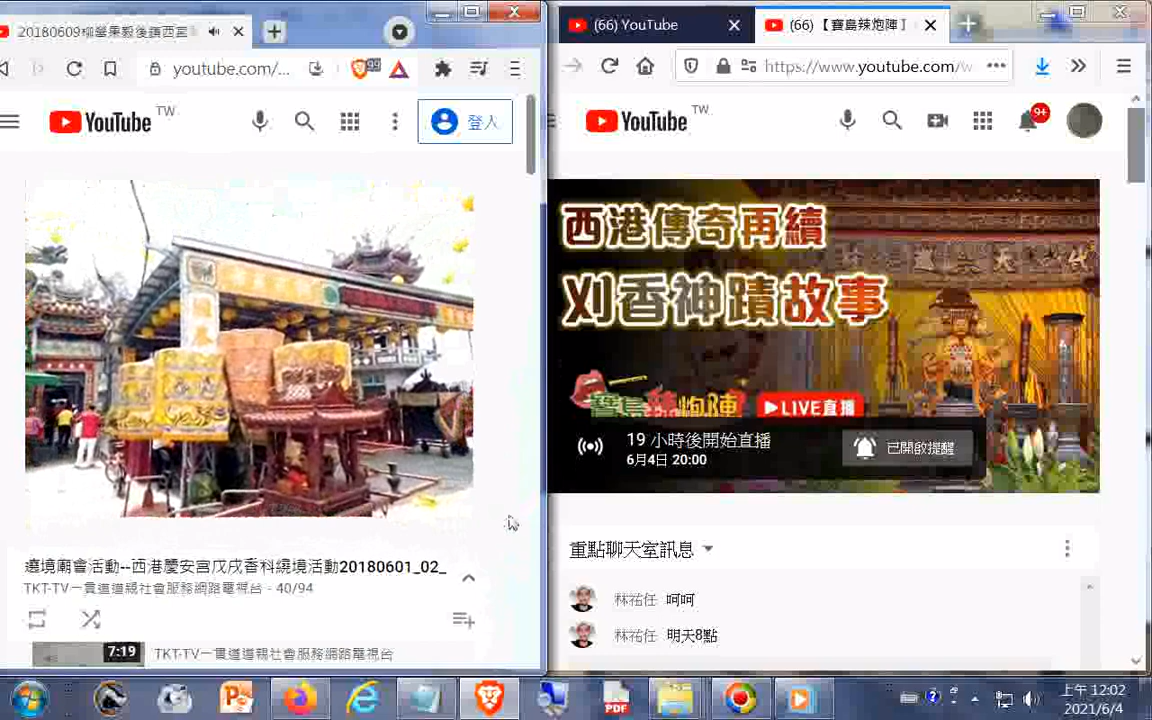 20180609柳營果毅後鎮西宮
youtube.com/...
99
YouTube TW
登入
遶境廟會活動--西港慶安宮戊戌香科繞境活動20180601_02_
TKT-TV一貫道道親社會服務網路電視台 - 40/94
7:19
TKT-TV一貫道道親社會服務網路電視台
(66) YouTube
(66) 【寶島辣炮陣】
https://www.youtube.com/w
YouTube TW
9+
西港傳奇再續
刈香神蹟故事
寶島辣炮陣
LIVE直播
19 小時後開始直播
6月4日 20:00
已開啟提醒
重點聊天室訊息
林祐任 呵呵
林祐任 明天8點
PDF
上午 12:02
2021/6/4